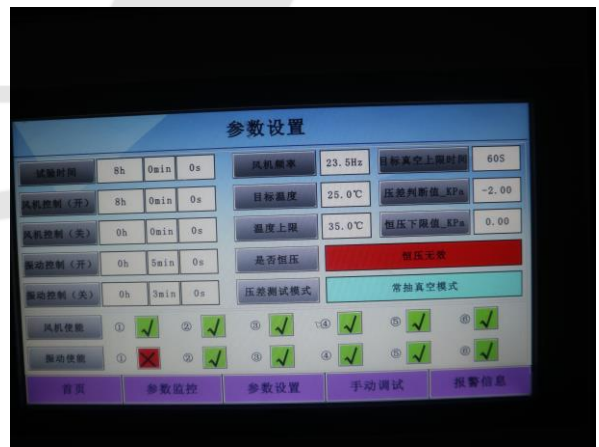 参数设置
试验时间 8h 0min 0s 风机频率 23.5Hz 目标真空上限时间 60S
风机控制（开） 8h 0min 0s 目标温度 25.0℃ 压差判断值_KPa -2.00
风机控制（关） 0h 0min 0s 温度上限 35.0℃ 恒压下限值_KPa 0.00
振动控制（开） 0h 5min 0s 是否恒压 恒压无效
振动控制（关） 0h 3min 0s 压差测试模式 常抽真空模式
风机使能 ① ② ③ ④ ⑤ ⑥
振动使能 ① ② ③ ④ ⑤ ⑥
首页 参数监控 参数设置 手动调试 报警信息